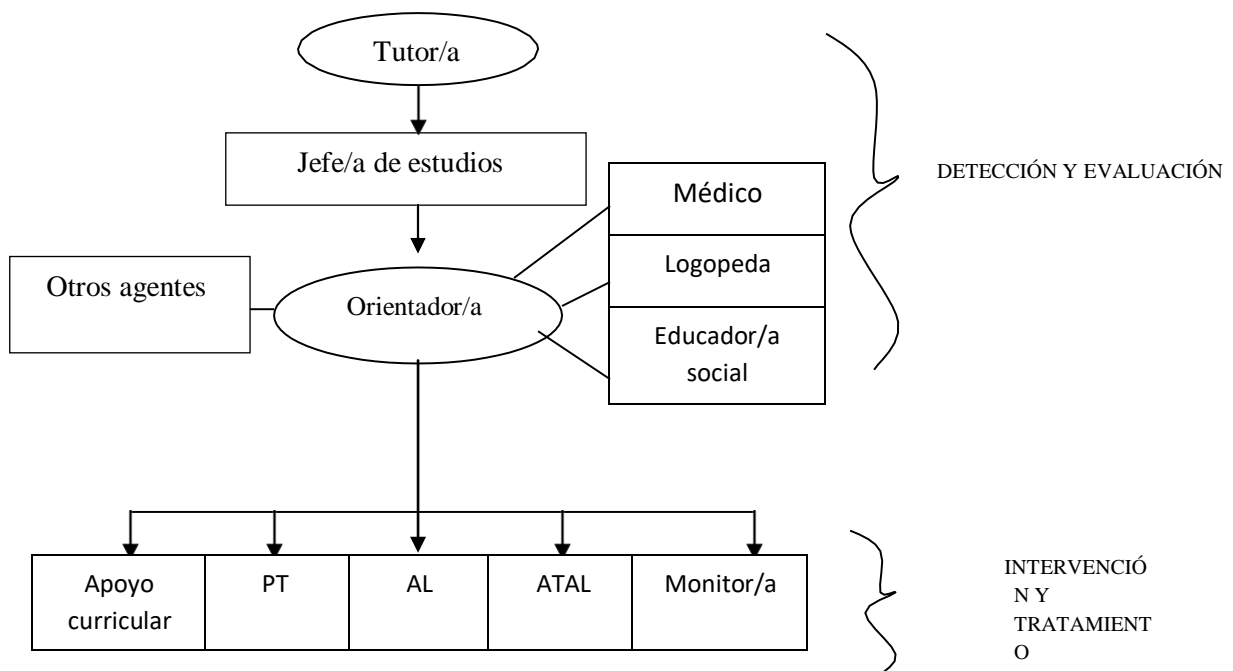 Tutor/a
Jefe/a de estudios
Médico
DETECCIÓN Y EVALUACIÓN
Logopeda
Otros agentes
Orientador/a
Educador/a
social
Apoyo
curricular
PT
AL
ATAL
Monitor/a
INTERVENCIÓ
N Y
TRATAMIENT
O